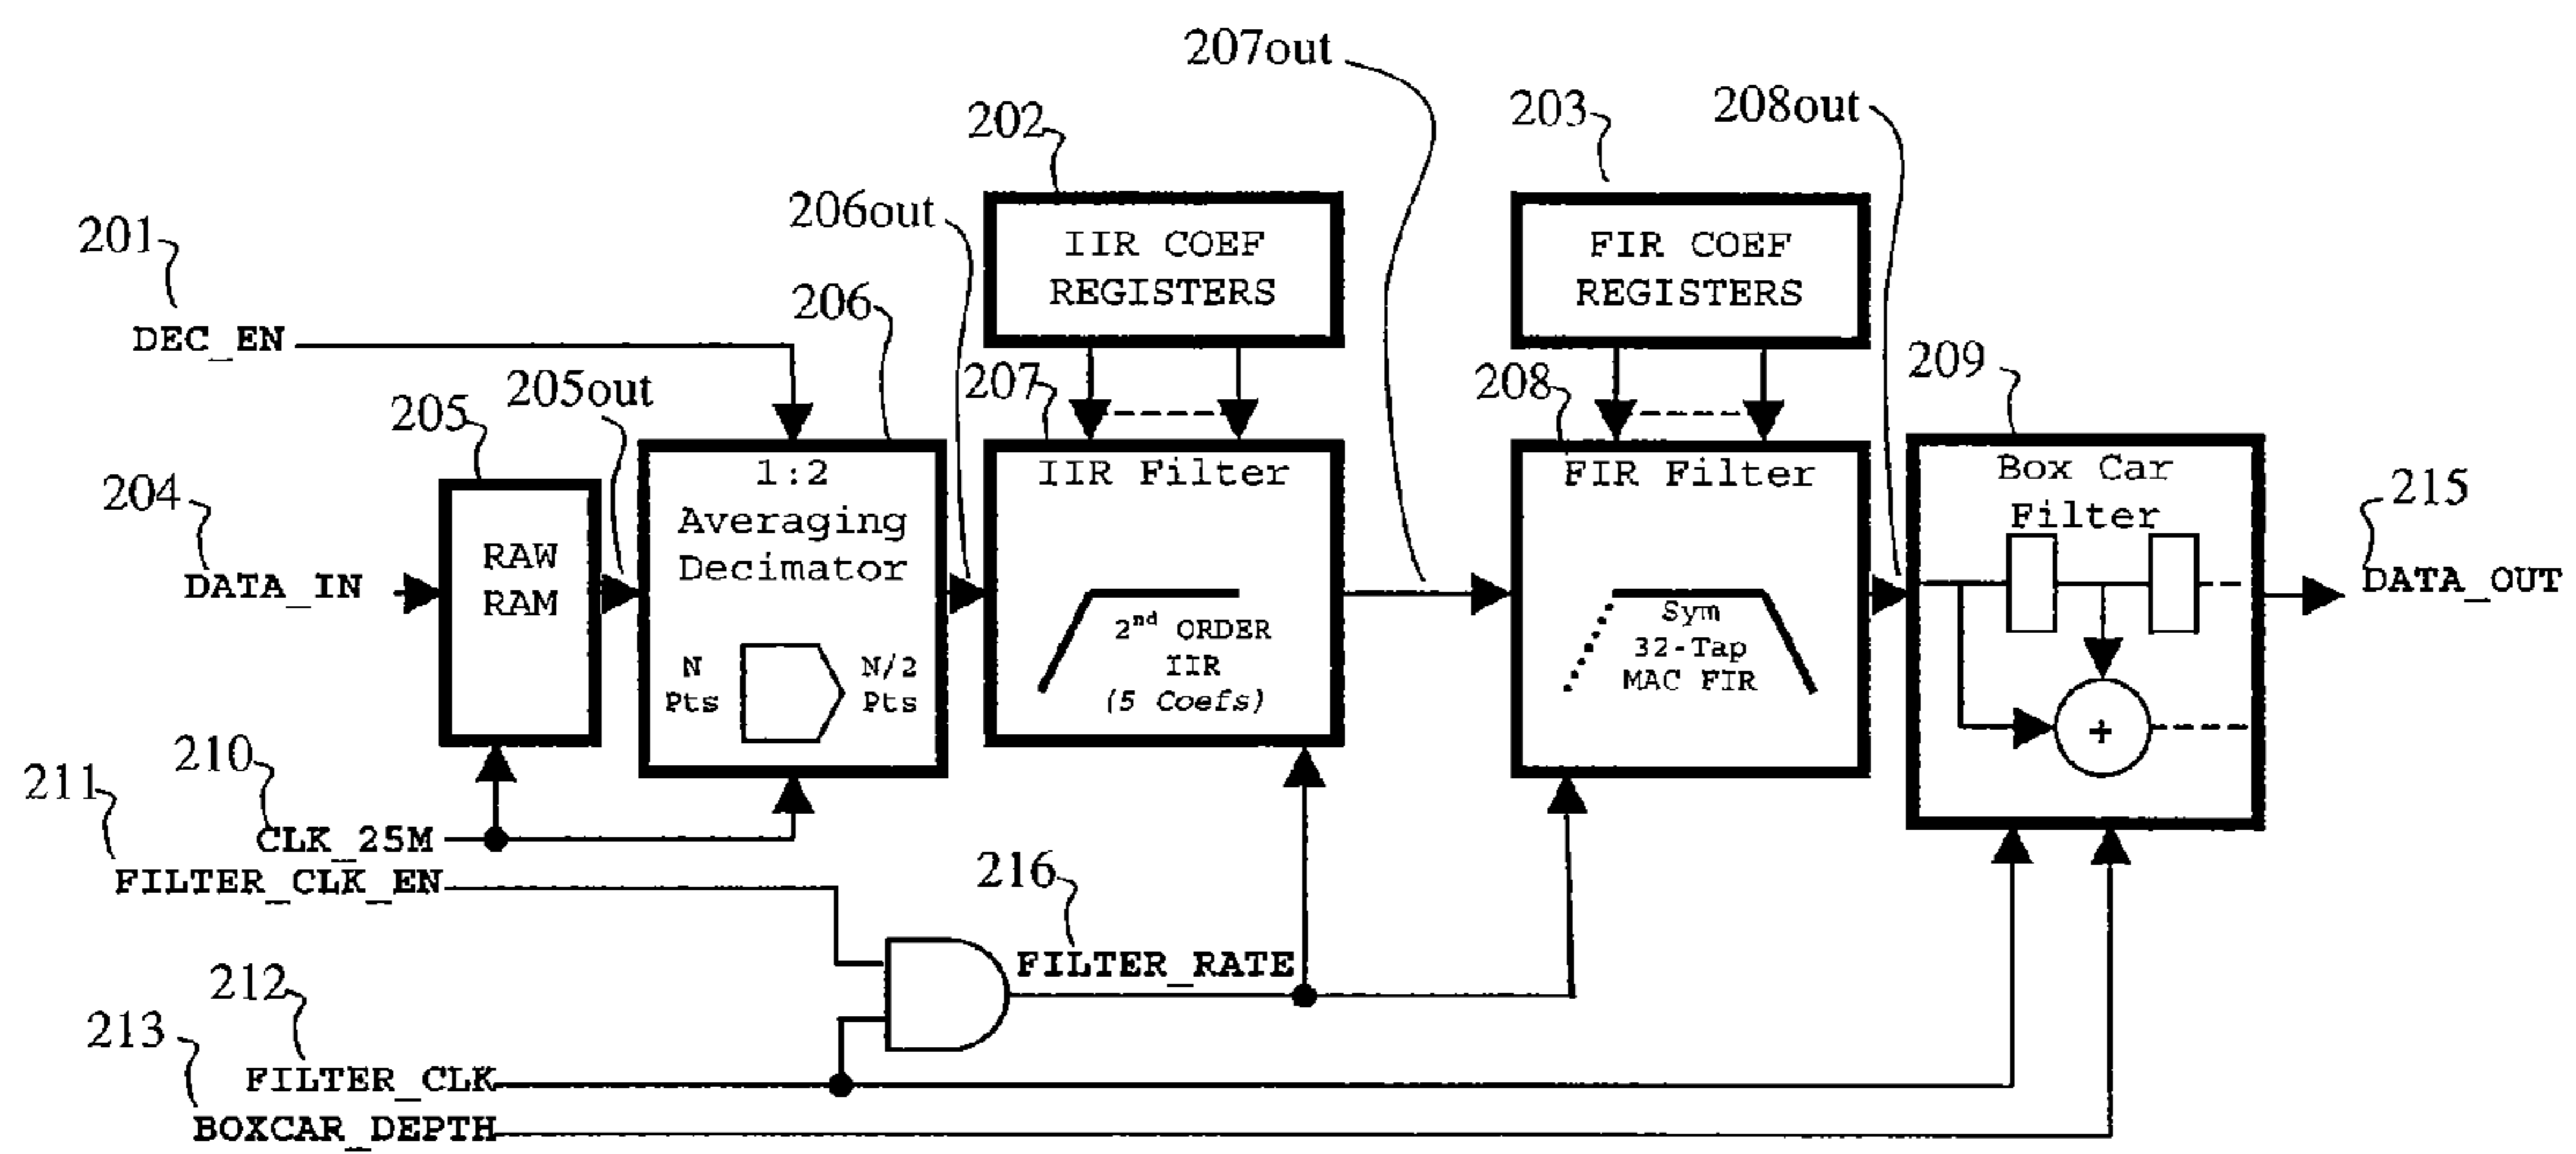 207out
202
203
208out
206out
201
IIR COEF
REGISTERS
FIR COEF
REGISTERS
206
DEC_EN
205out
205
207
208
209
204
1:2
Averaging
Decimator
IIR Filter
FIR Filter
Box Car
Filter
215
RAW
RAM
DATA_IN
DATA_OUT
N
Pts
N/2
Pts
2nd ORDER
IIR
(5 Coefs)
Sym
32-Tap
MAC FIR
+
210
211
CLK_25M
FILTER_CLK_EN
216
FILTER_RATE
212
213
FILTER_CLK
BOXCAR_DEPTH